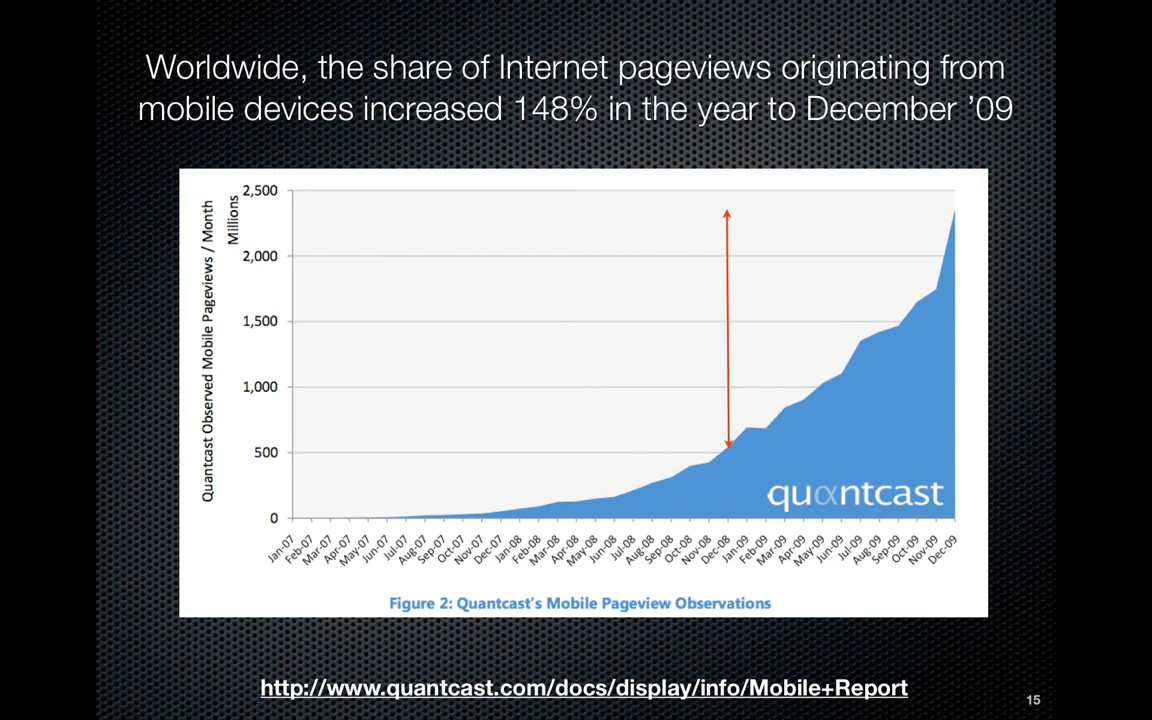 Worldwide, the share of Internet pageviews originating from
mobile devices increased 148% in the year to December ’09
Quantcast Observed Mobile Pageviews / Month
Millions
2,500
2,000
1,500
1,000
500
0
quantcast
Jan-07 Feb-07 Mar-07 Apr-07 May-07 Jun-07 Jul-07 Aug-07 Sep-07 Oct-07 Nov-07 Dec-07 Jan-08 Feb-08 Mar-08 Apr-08 May-08 Jun-08 Jul-08 Aug-08 Sep-08 Oct-08 Nov-08 Dec-08 Jan-09 Feb-09 Mar-09 Apr-09 May-09 Jun-09 Jul-09 Aug-09 Sep-09 Oct-09 Nov-09 Dec-09
Figure 2: Quantcast’s Mobile Pageview Observations
http://www.quantcast.com/docs/display/info/Mobile+Report
15